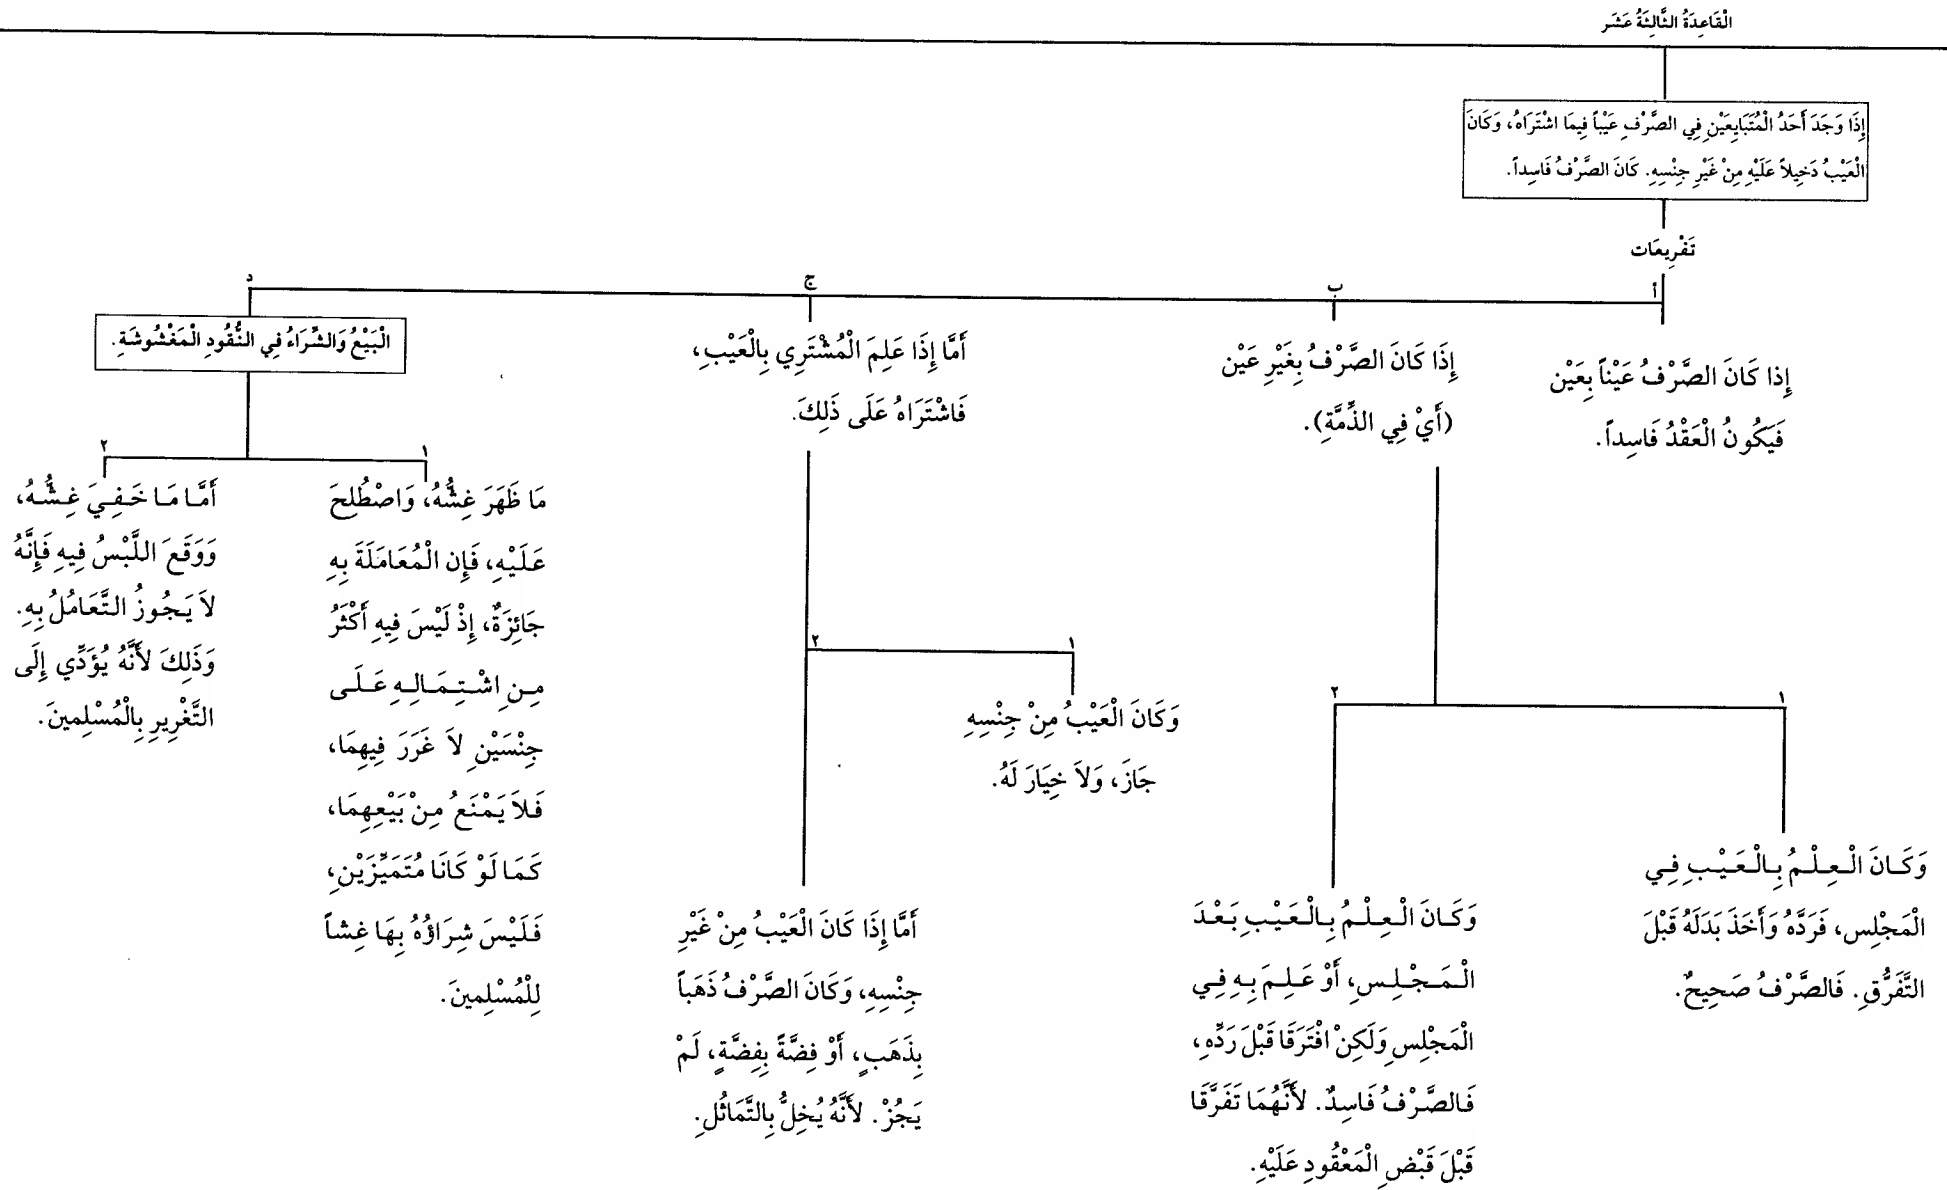 الْقَاعِدَةُ الثَّالِثَةُ عَشَر
إِذَا وَجَدَ أَحَدُ الْمُتَبَايِعَيْنِ فِي الصَّرْفِ عَيْباً فِيمَا اشْتَرَاهُ، وَكَانَ
الْعَيْبُ دَخِيلاً عَلَيْهِ مِنْ غَيْرِ جِنْسِهِ. كَانَ الصَّرْفُ فَاسِداً.
تَفْرِيعَات
أ
إِذا كَانَ الصَّرْفُ عَيْناً بِعَيْن
فَيَكُونُ الْعَقْدُ فَاسِداً.
ب
إِذَا كَانَ الصَّرْفُ بِغَيْرِ عَيْن
(أَيْ فِي الذِّمَّةِ).
١
وَكَانَ الْعِلْمُ بِالْعَيْبِ فِي
الْمَجْلِس، فَرَدَّهُ وَأَخَذَ بَدَلَهُ قَبْلَ
التَّفَرُّقِ. فَالصَّرْفُ صَحِيحٌ.
٢
وَكَانَ الْعِلْمُ بِالْعَيْبِ بَعْدَ
الْمَجْلِسِ، أَوْ عَلِمَ بِهِ فِي
الْمَجْلِسِ وَلَكِنْ افْتَرَقَا قَبْلَ رَدِّهِ،
فَالصَّرْفُ فَاسِدٌ. لأَنَّهُمَا تَفَرَّقَا
قَبْلَ قَبْضِ الْمَعْقُودِ عَلَيْهِ.
ج
أَمَّا إِذَا عَلِمَ الْمُشْتَرِي بِالْعَيْبِ،
فَاشْتَرَاهُ عَلَى ذَلِكَ.
١
وَكَانَ الْعَيْبُ مِنْ جِنْسِهِ
جَازَ، وَلاَ خِيَارَ لَهُ.
٢
أَمَّا إِذَا كَانَ الْعَيْبُ مِنْ غَيْرِ
جِنْسِهِ، وَكَانَ الصَّرْفُ ذَهَباً
بِذَهَبٍ، أَوْ فِضَّةً بِفِضَّةٍ، لَمْ
يَجُزْ. لأَنَّهُ يُخِلُّ بِالتَّمَاثُلِ.
د
الْبَيْعُ وَالشِّرَاءُ فِي النُّقُودِ الْمَغْشُوشَةِ.
١
مَا ظَهَرَ غِشُّهُ، وَاصْطُلِحَ
عَلَيْهِ، فَإِن الْمُعَامَلَةَ بِهِ
جَائِزَةٌ، إِذْ لَيْسَ فِيهِ أَكْثَرُ
مِنِ اشْتِمَالِهِ عَلَى
جِنْسَيْنِ لاَ غَرَرَ فِيهِمَا،
فَلاَ يَمْنَعُ مِنْ بَيْعِهِمَا،
كَمَا لَوْ كَانَا مُتَمَيِّزَيْنِ،
فَلَيْسَ شِرَاؤُهُ بِهَا غِشاً
لِلْمُسْلِمِينَ.
٢
أَمَّا مَا خَفِيَ غِشُّهُ،
وَوَقَعَ اللَّبْسُ فِيهِ فَإِنَّهُ
لاَ يَجُوزُ التَّعَامُلُ بِهِ.
وَذَلِكَ لأَنَّهُ يُؤَدِّي إِلَى
التَّغْرِيرِ بِالْمُسْلِمِينَ.